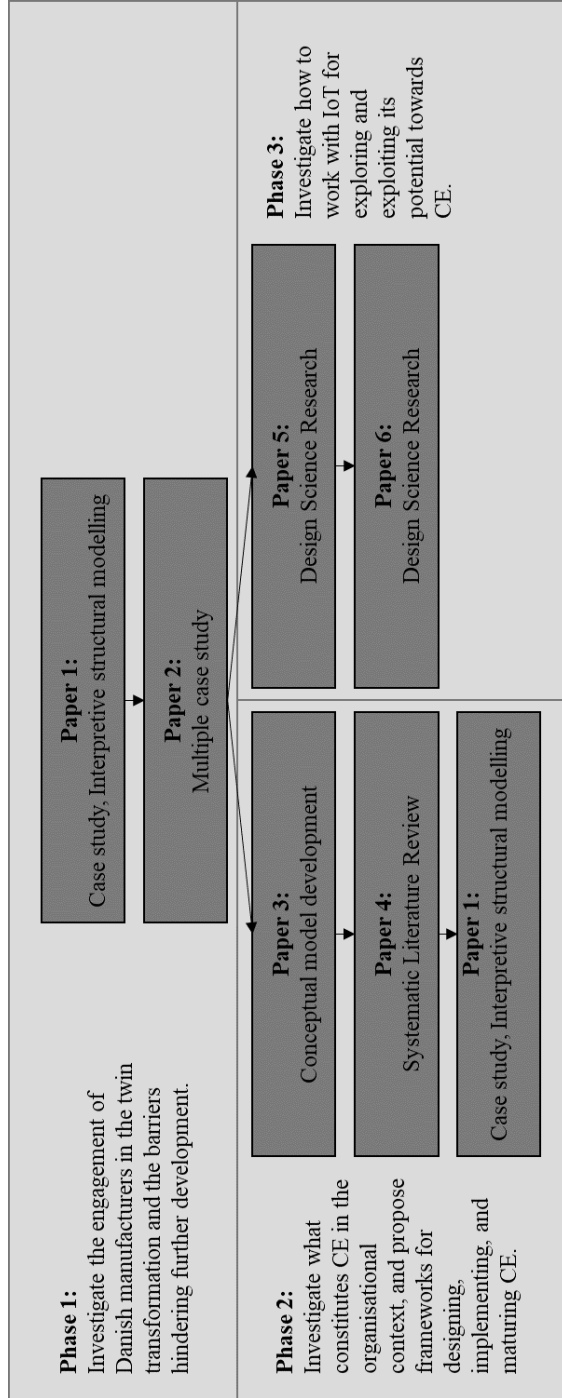 Phase 1:
Investigate the engagement of
Danish manufacturers in the twin
transformation and the barriers
hindering further development.
Paper 1:
Case study, Interpretive structural modelling
Paper 2:
Multiple case study
Phase 2:
Investigate what
constitutes CE in the
organisational
context, and propose
frameworks for
designing,
implementing, and
maturing CE.
Paper 3:
Conceptual model development
Paper 4:
Systematic Literature Review
Paper 1:
Case study, Interpretive structural modelling
Paper 5:
Design Science Research
Paper 6:
Design Science Research
Phase 3:
Investigate how to
work with IoT for
exploring and
exploiting its
potential towards
CE.